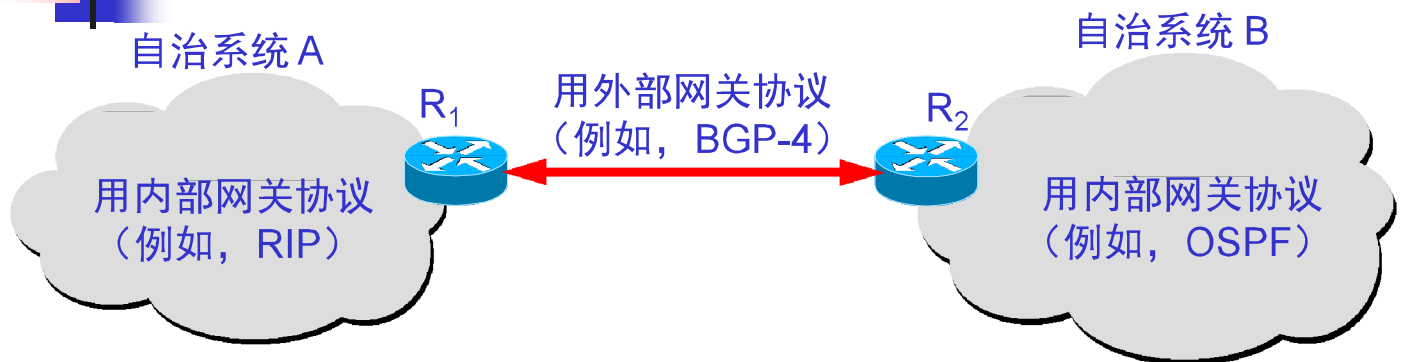 自治系统 A
自治系统 B
R1
用外部网关协议
（例如，BGP-4）
R2
用内部网关协议
（例如，RIP）
用内部网关协议
（例如，OSPF）